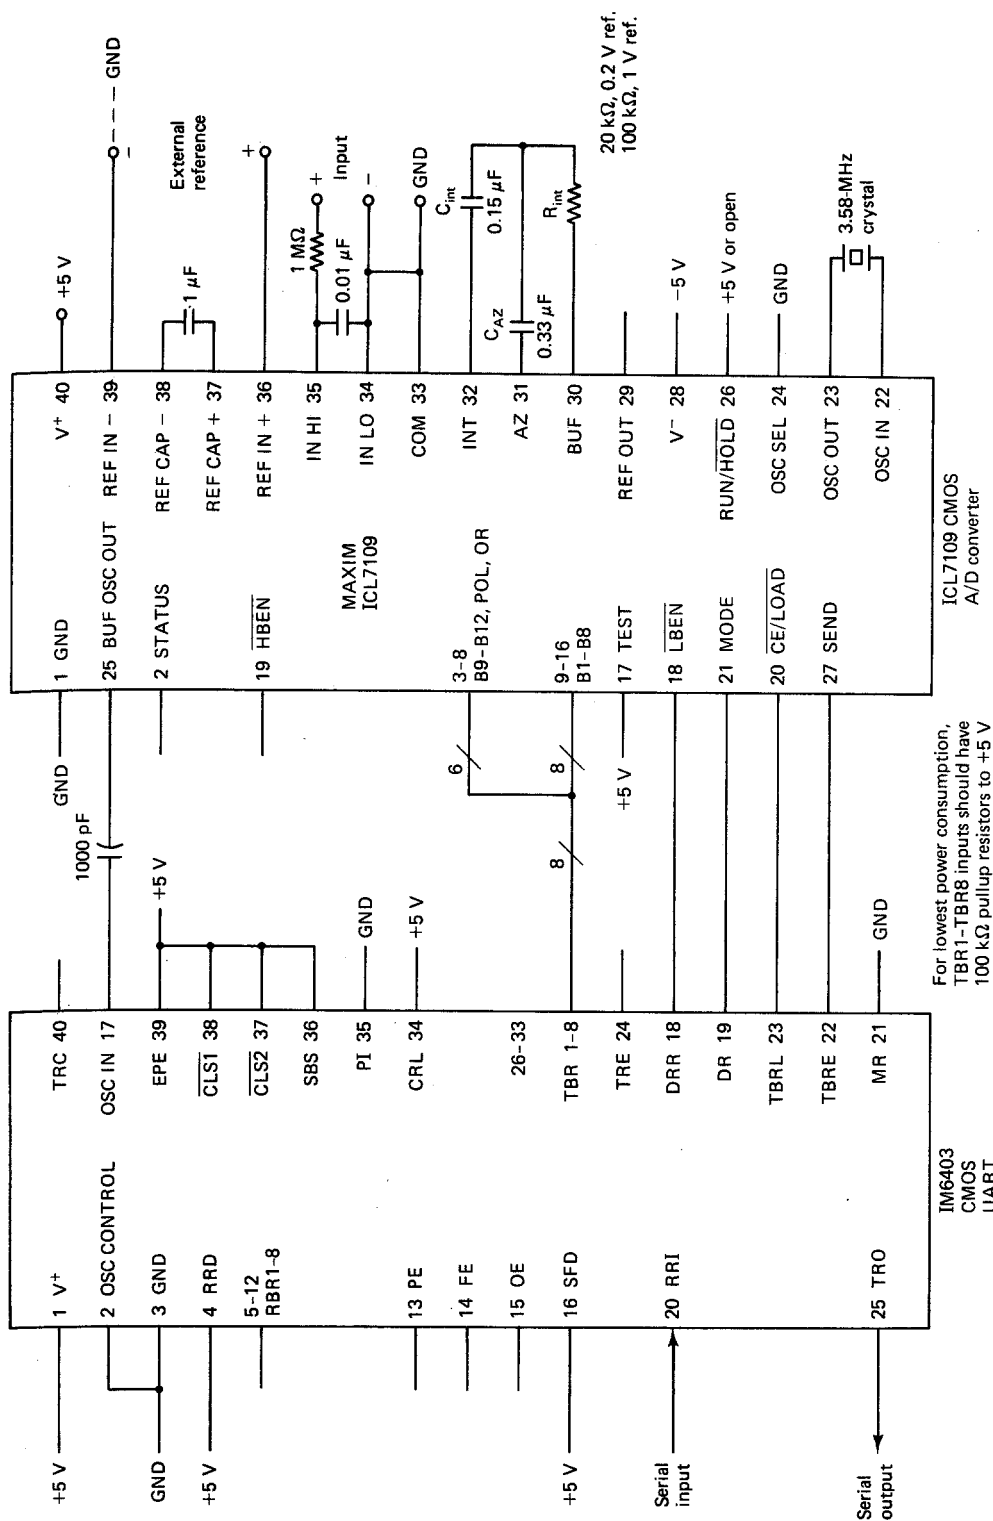 +5 V
GND
+5 V
+5 V
Serial
input
Serial
output
1 V+
2 OSC CONTROL
3 GND
4 RRD
5-12
RBR1-8
13 PE
14 FE
15 OE
16 SFD
20 RRI
25 TRO
TRC 40
OSC IN 17
EPE 39
CLS1 38
CLS2 37
SBS 36
PI 35
CRL 34
26-33
TBR 1-8
TRE 24
DRR 18
DR 19
TBRL 23
TBRE 22
MR 21
IM6403
CMOS
UART
1000 pF
+5 V
GND
+5 V
GND
GND
6
8
8
+5 V
For lowest power consumption,
TBR1-TBR8 inputs should have
100 kΩ pullup resistors to +5 V
1 GND
25 BUF OSC OUT
2 STATUS
19 HBEN
MAXIM
ICL7109
3-8
B9-B12, POL, OR
9-16
B1-B8
17 TEST
18 LBEN
21 MODE
20 CE/LOAD
27 SEND
V+ 40
REF IN - 39
REF CAP - 38
REF CAP + 37
REF IN + 36
IN HI 35
IN LO 34
COM 33
INT 32
AZ 31
BUF 30
REF OUT 29
V- 28
RUN/HOLD 26
OSC SEL 24
OSC OUT 23
OSC IN 22
ICL7109 CMOS
A/D converter
+5 V
GND
-
1 µF
External
reference
+
1 MΩ
+
0.01 µF
Input
-
GND
Cint
0.15 µF
CAZ
0.33 µF
Rint
20 kΩ, 0.2 V ref.
100 kΩ, 1 V ref.
-5 V
+5 V or open
GND
3.58-MHz
crystal